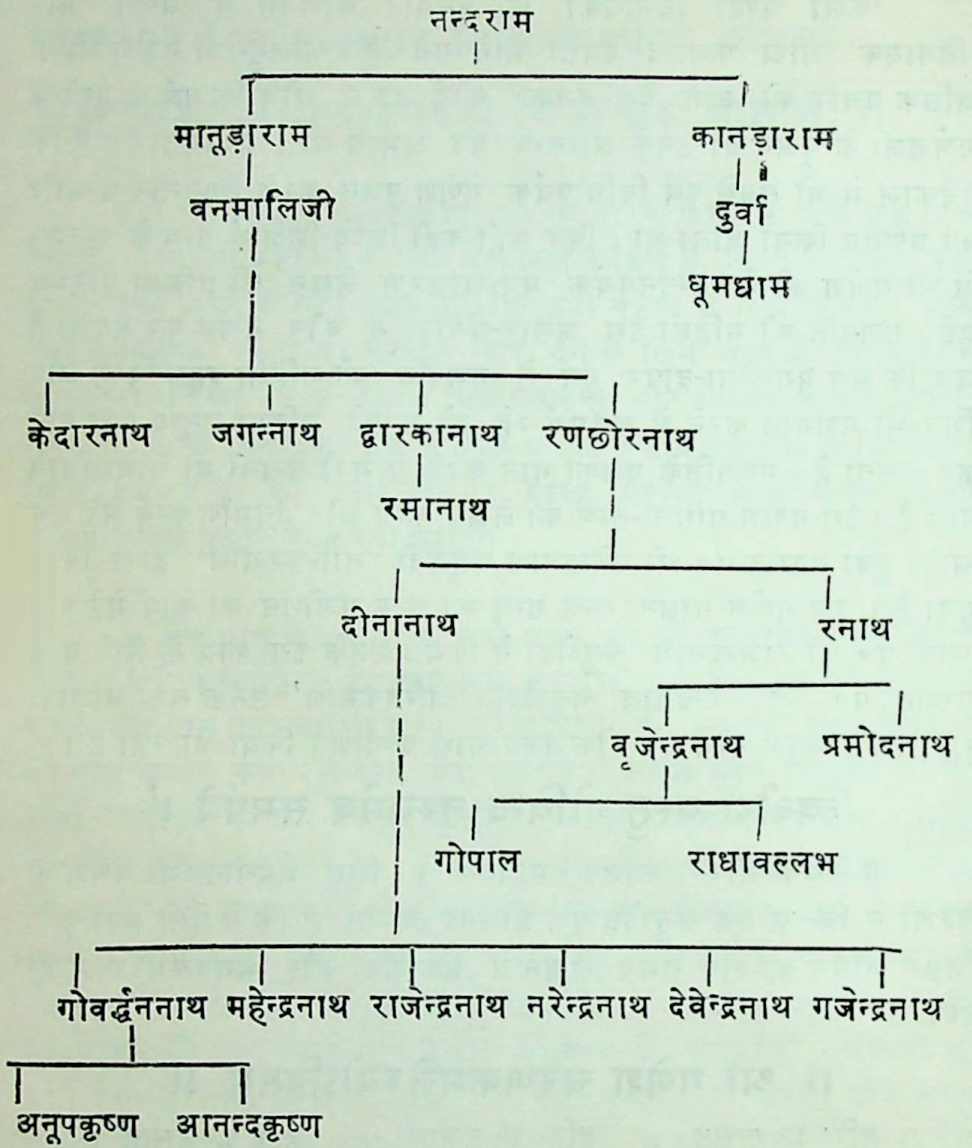 नन्दराम
मानूड़ाराम कानड़ाराम
वनमालिजी दुर्वा
धूमधाम
केदारनाथ जगन्नाथ द्वारकानाथ रणछोरनाथ
रमानाथ
दीनानाथ रनाथ
वृजेन्द्रनाथ प्रमोदनाथ
गोपाल राधावल्लभ
गोवर्द्धननाथ महेन्द्रनाथ राजेन्द्रनाथ नरेन्द्रनाथ देवेन्द्रनाथ गजेन्द्रनाथ
अनूपकृष्ण आनन्दकृष्ण